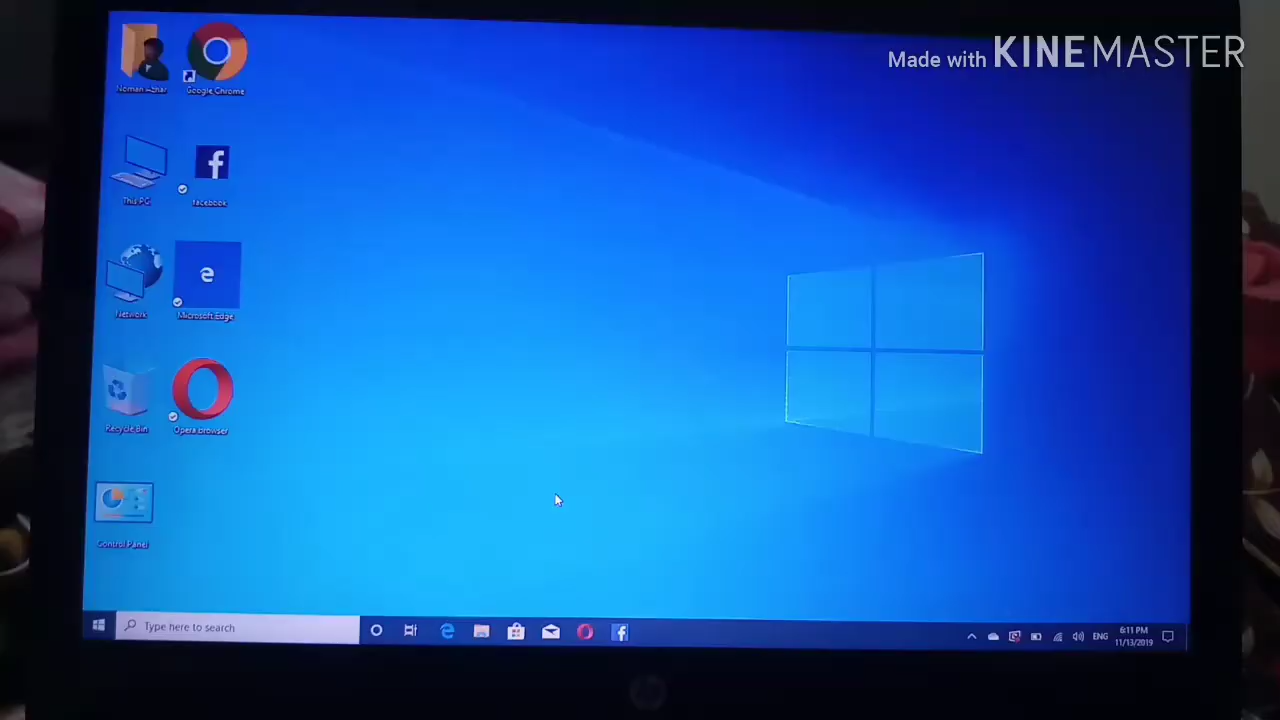 Made with KINEMASTER
Noman Azhar
Google Chrome
This PC
facebook
Network
Microsoft Edge
Recycle Bin
Opera browser
Control Panel
Type here to search
ENG
6:11 PM
11/13/2019